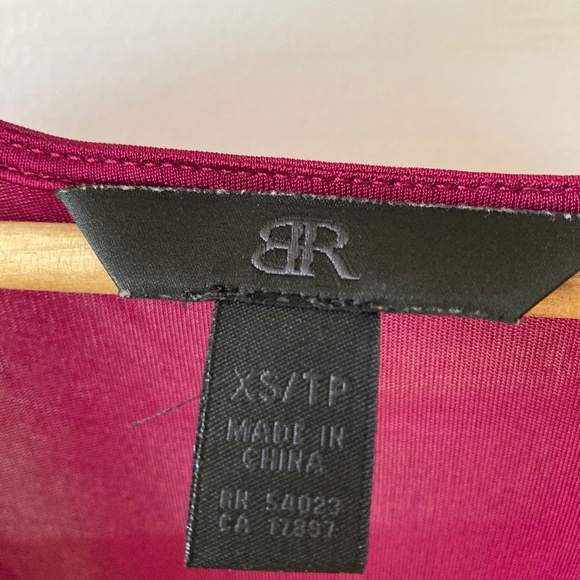 BR
XS/TP
MADE IN
CHINA
RN 54023
CA 17897